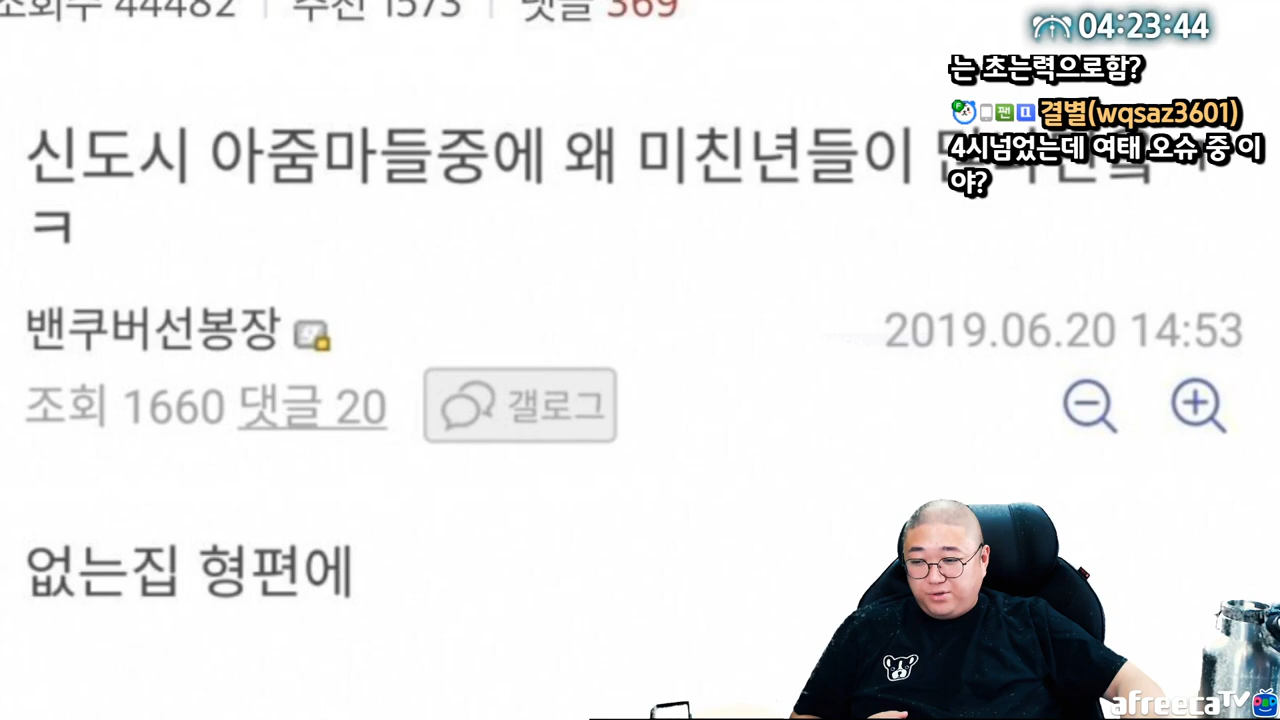 조회수 44482 | 추천 1573 | 댓글 369
04:23:44
는 초능력으로함?
결별(wqsaz3601)
4시넘었는데 여태 오슈 중 이
야?
신도시 아줌마들중에 왜 미친년들이
ㅋ
밴쿠버선봉장
2019.06.20 14:53
조회 1660 댓글 20
갤로그
없는집 형편에
afreecaTV